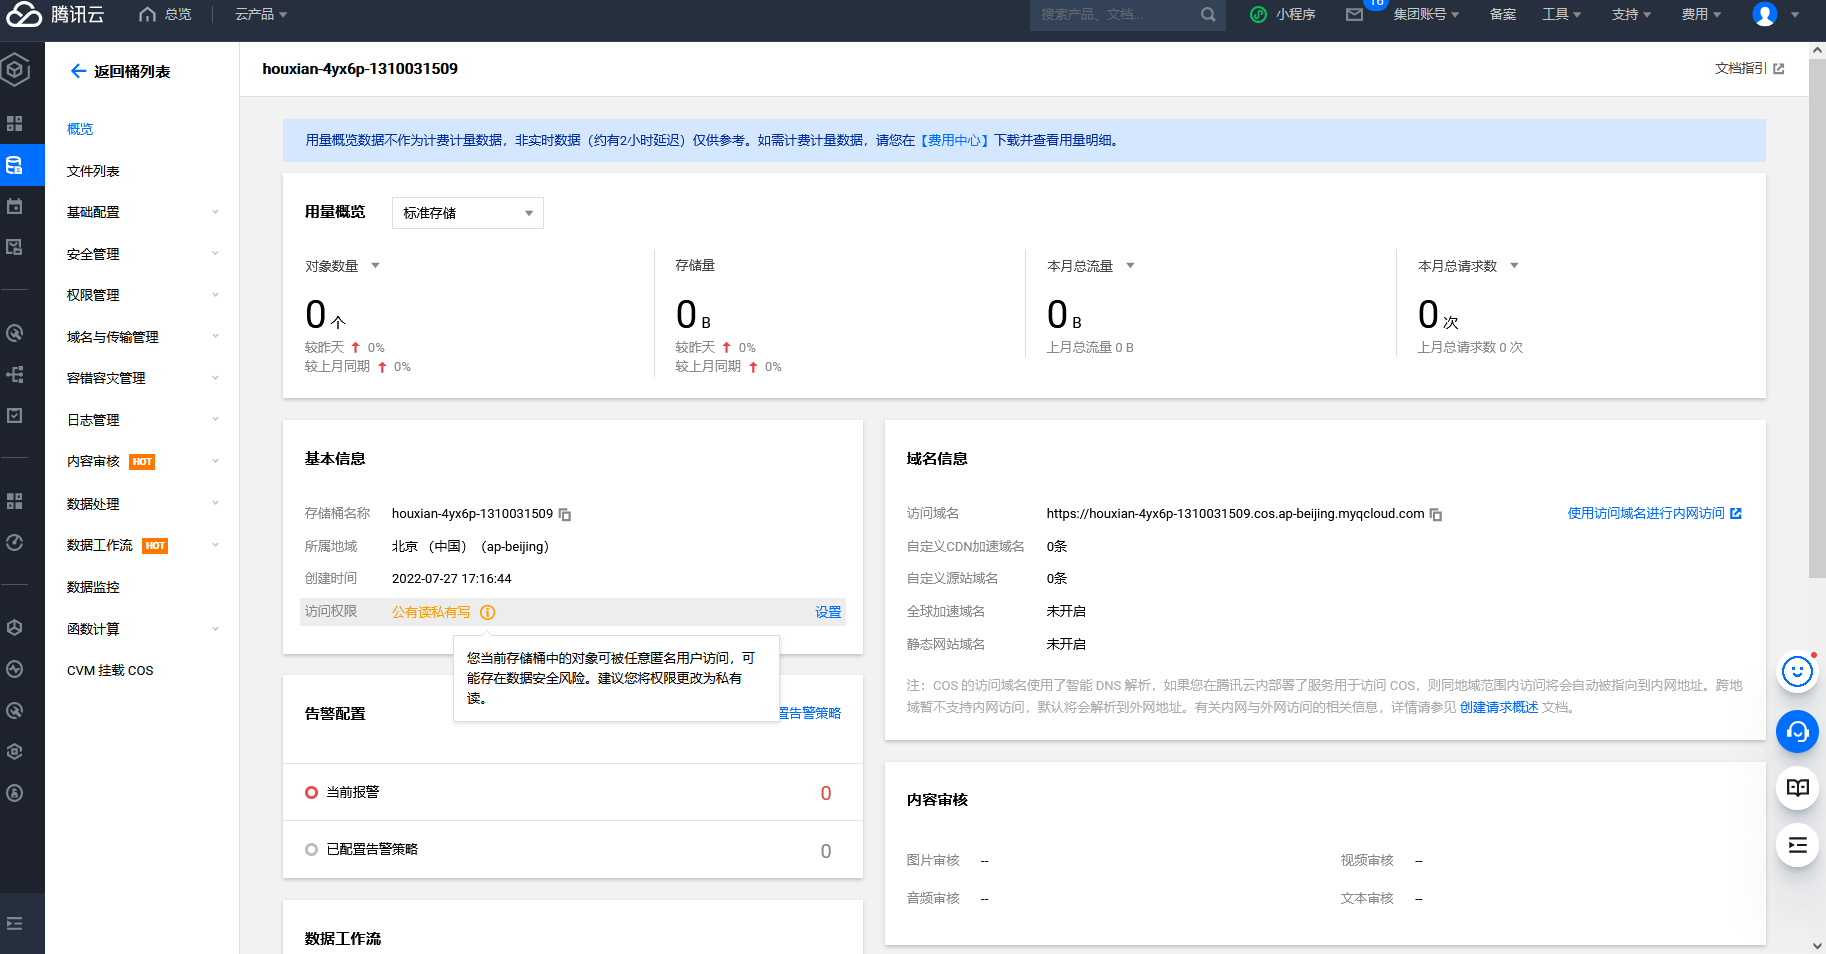 腾讯云
总览
云产品
搜索产品、文档...
小程序
16
集团账号
备案
工具
支持
费用
返回桶列表
houxian-4yx6p-1310031509
文档指引
概览
文件列表
基础配置
安全管理
权限管理
域名与传输管理
容错容灾管理
日志管理
内容审核 HOT
数据处理
数据工作流 HOT
数据监控
函数计算
CVM 挂载 COS
用量概览数据不作为计费计量数据，非实时数据（约有2小时延迟）仅供参考。如需计费计量数据，请您在【费用中心】下载并查看用量明细。
用量概览
标准存储
对象数量
0 个
较昨天 0%
较上月同期 0%
存储量
0 B
较昨天 0%
较上月同期 0%
本月总流量
0 B
上月总流量 0 B
本月总请求数
0 次
上月总请求数 0 次
基本信息
存储桶名称 houxian-4yx6p-1310031509
所属地域 北京 （中国）（ap-beijing）
创建时间 2022-07-27 17:16:44
访问权限 公有读私有写 设置
您当前存储桶中的对象可被任意匿名用户访问，可
能存在数据安全风险。建议您将权限更改为私有
读。
告警配置
置告警策略
当前报警 0
已配置告警策略 0
数据工作流
域名信息
访问域名 https://houxian-4yx6p-1310031509.cos.ap-beijing.myqcloud.com 使用访问域名进行内网访问
自定义CDN加速域名 0条
自定义源站域名 0条
全球加速域名 未开启
静态网站域名 未开启
注：COS 的访问域名使用了智能 DNS 解析，如果您在腾讯云内部署了服务用于访问 COS，则同地域范围内访问将会自动被指向到内网地址。跨地
域暂不支持内网访问，默认将会解析到外网地址。有关内网与外网访问的相关信息，详情请参见 创建请求概述 文档。
内容审核
图片审核 --
视频审核 --
音频审核 --
文本审核 --